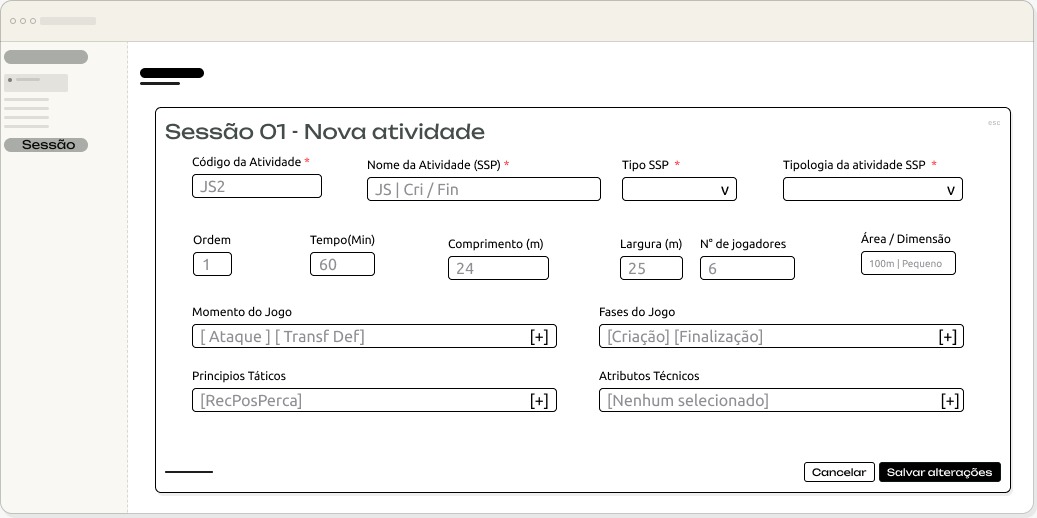 esc
Sessão 01 - Nova atividade
Código da Atividade *
Nome da Atividade (SSP) *
Tipo SSP *
Tipologia da atividade SSP *
JS2
JS | Cri / Fin
v
v
Sessão
Ordem
Tempo(Min)
Comprimento (m)
Largura (m)
N° de jogadores
Área / Dimensão
1
60
24
25
6
100m | Pequeno
Momento do Jogo
Fases do Jogo
[ Ataque ] [ Transf Def]
[+]
[Criação] [Finalização]
[+]
Principios Táticos
Atributos Técnicos
[RecPosPerca]
[+]
[Nenhum selecionado]
[+]
Cancelar
Salvar alterações